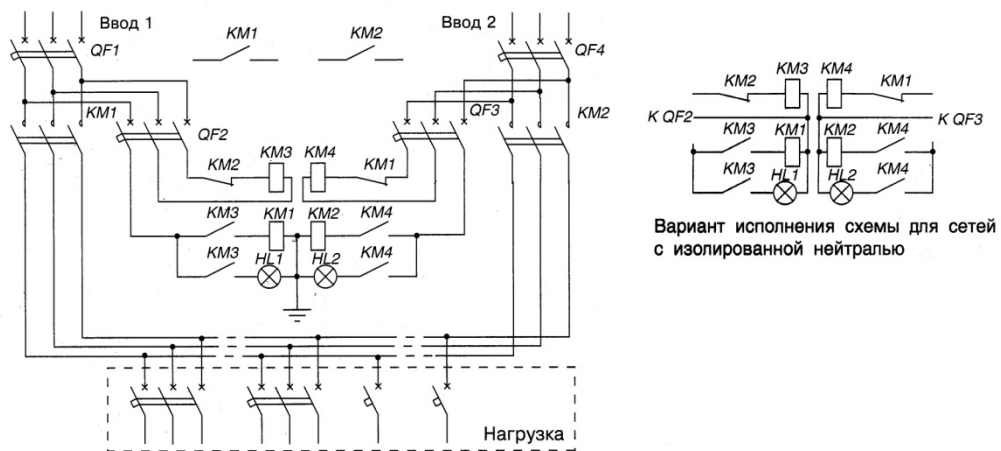 Ввод 1
Ввод 2
KM1
KM2
QF1
QF4
KM1
QF2
QF3
KM2
KM2
KM3
KM4
KM1
KM3
KM1
KM2
KM4
KM3
HL1
HL2
KM4
Нагрузка
KM2
KM3
KM4
KM1
К QF2
К QF3
KM3
KM1
KM2
KM4
KM3
HL1
HL2
KM4
Вариант исполнения схемы для сетей
с изолированной нейтралью